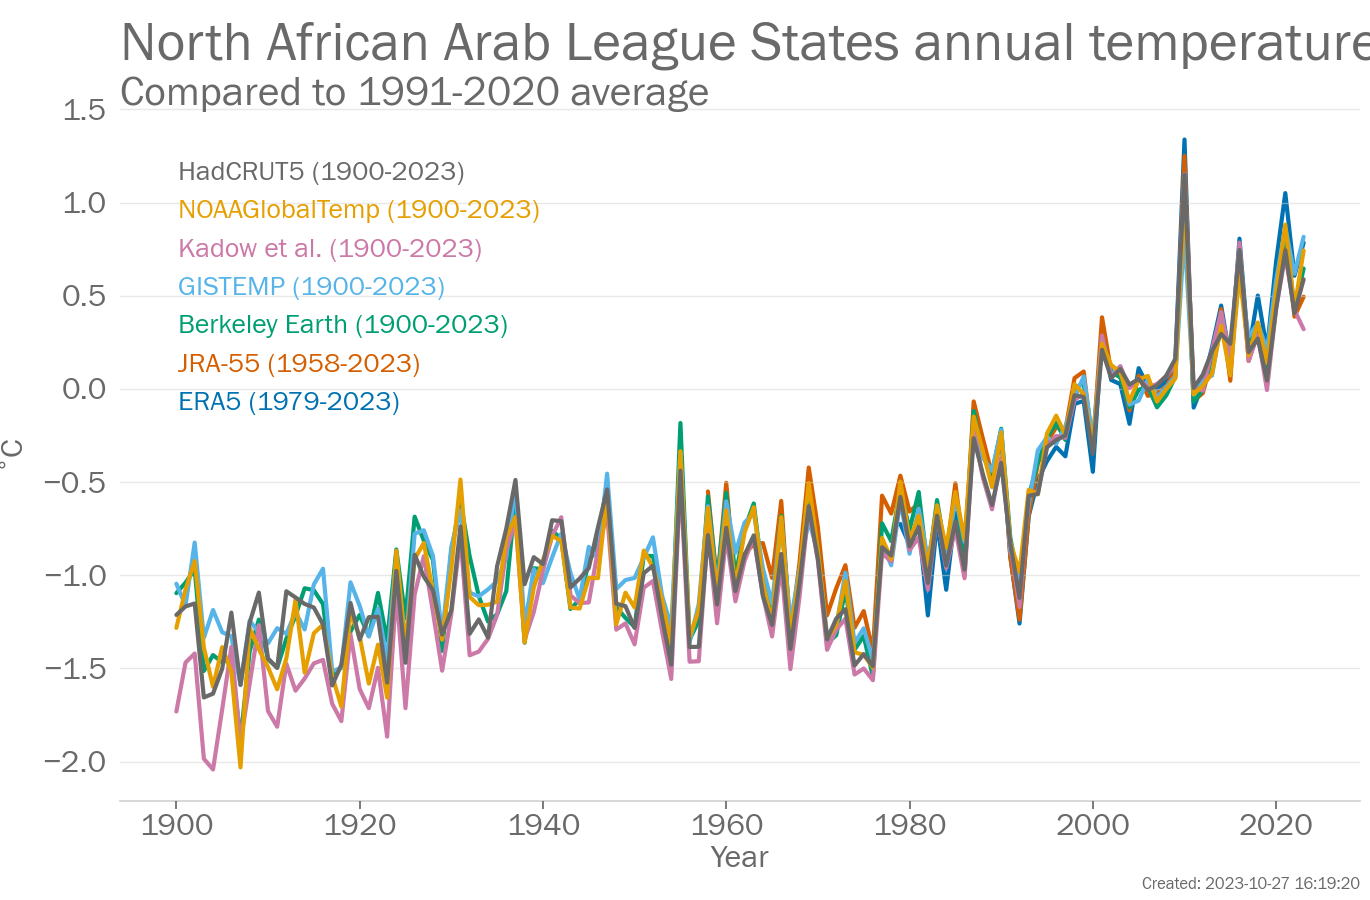 North African Arab League States annual temperature
Compared to 1991-2020 average
1.5
HadCRUT5 (1900-2023)
1.0
NOAAGlobalTemp (1900-2023)
Kadow et al. (1900-2023)
0.5
GISTEMP (1900-2023)
Berkeley Earth (1900-2023)
JRA-55 (1958-2023)
0.0
ERA5 (1979-2023)
°C
−0.5
−1.0
−1.5
−2.0
1900 1920 1940 1960 1980 2000 2020
Year
Created: 2023-10-27 16:19:20